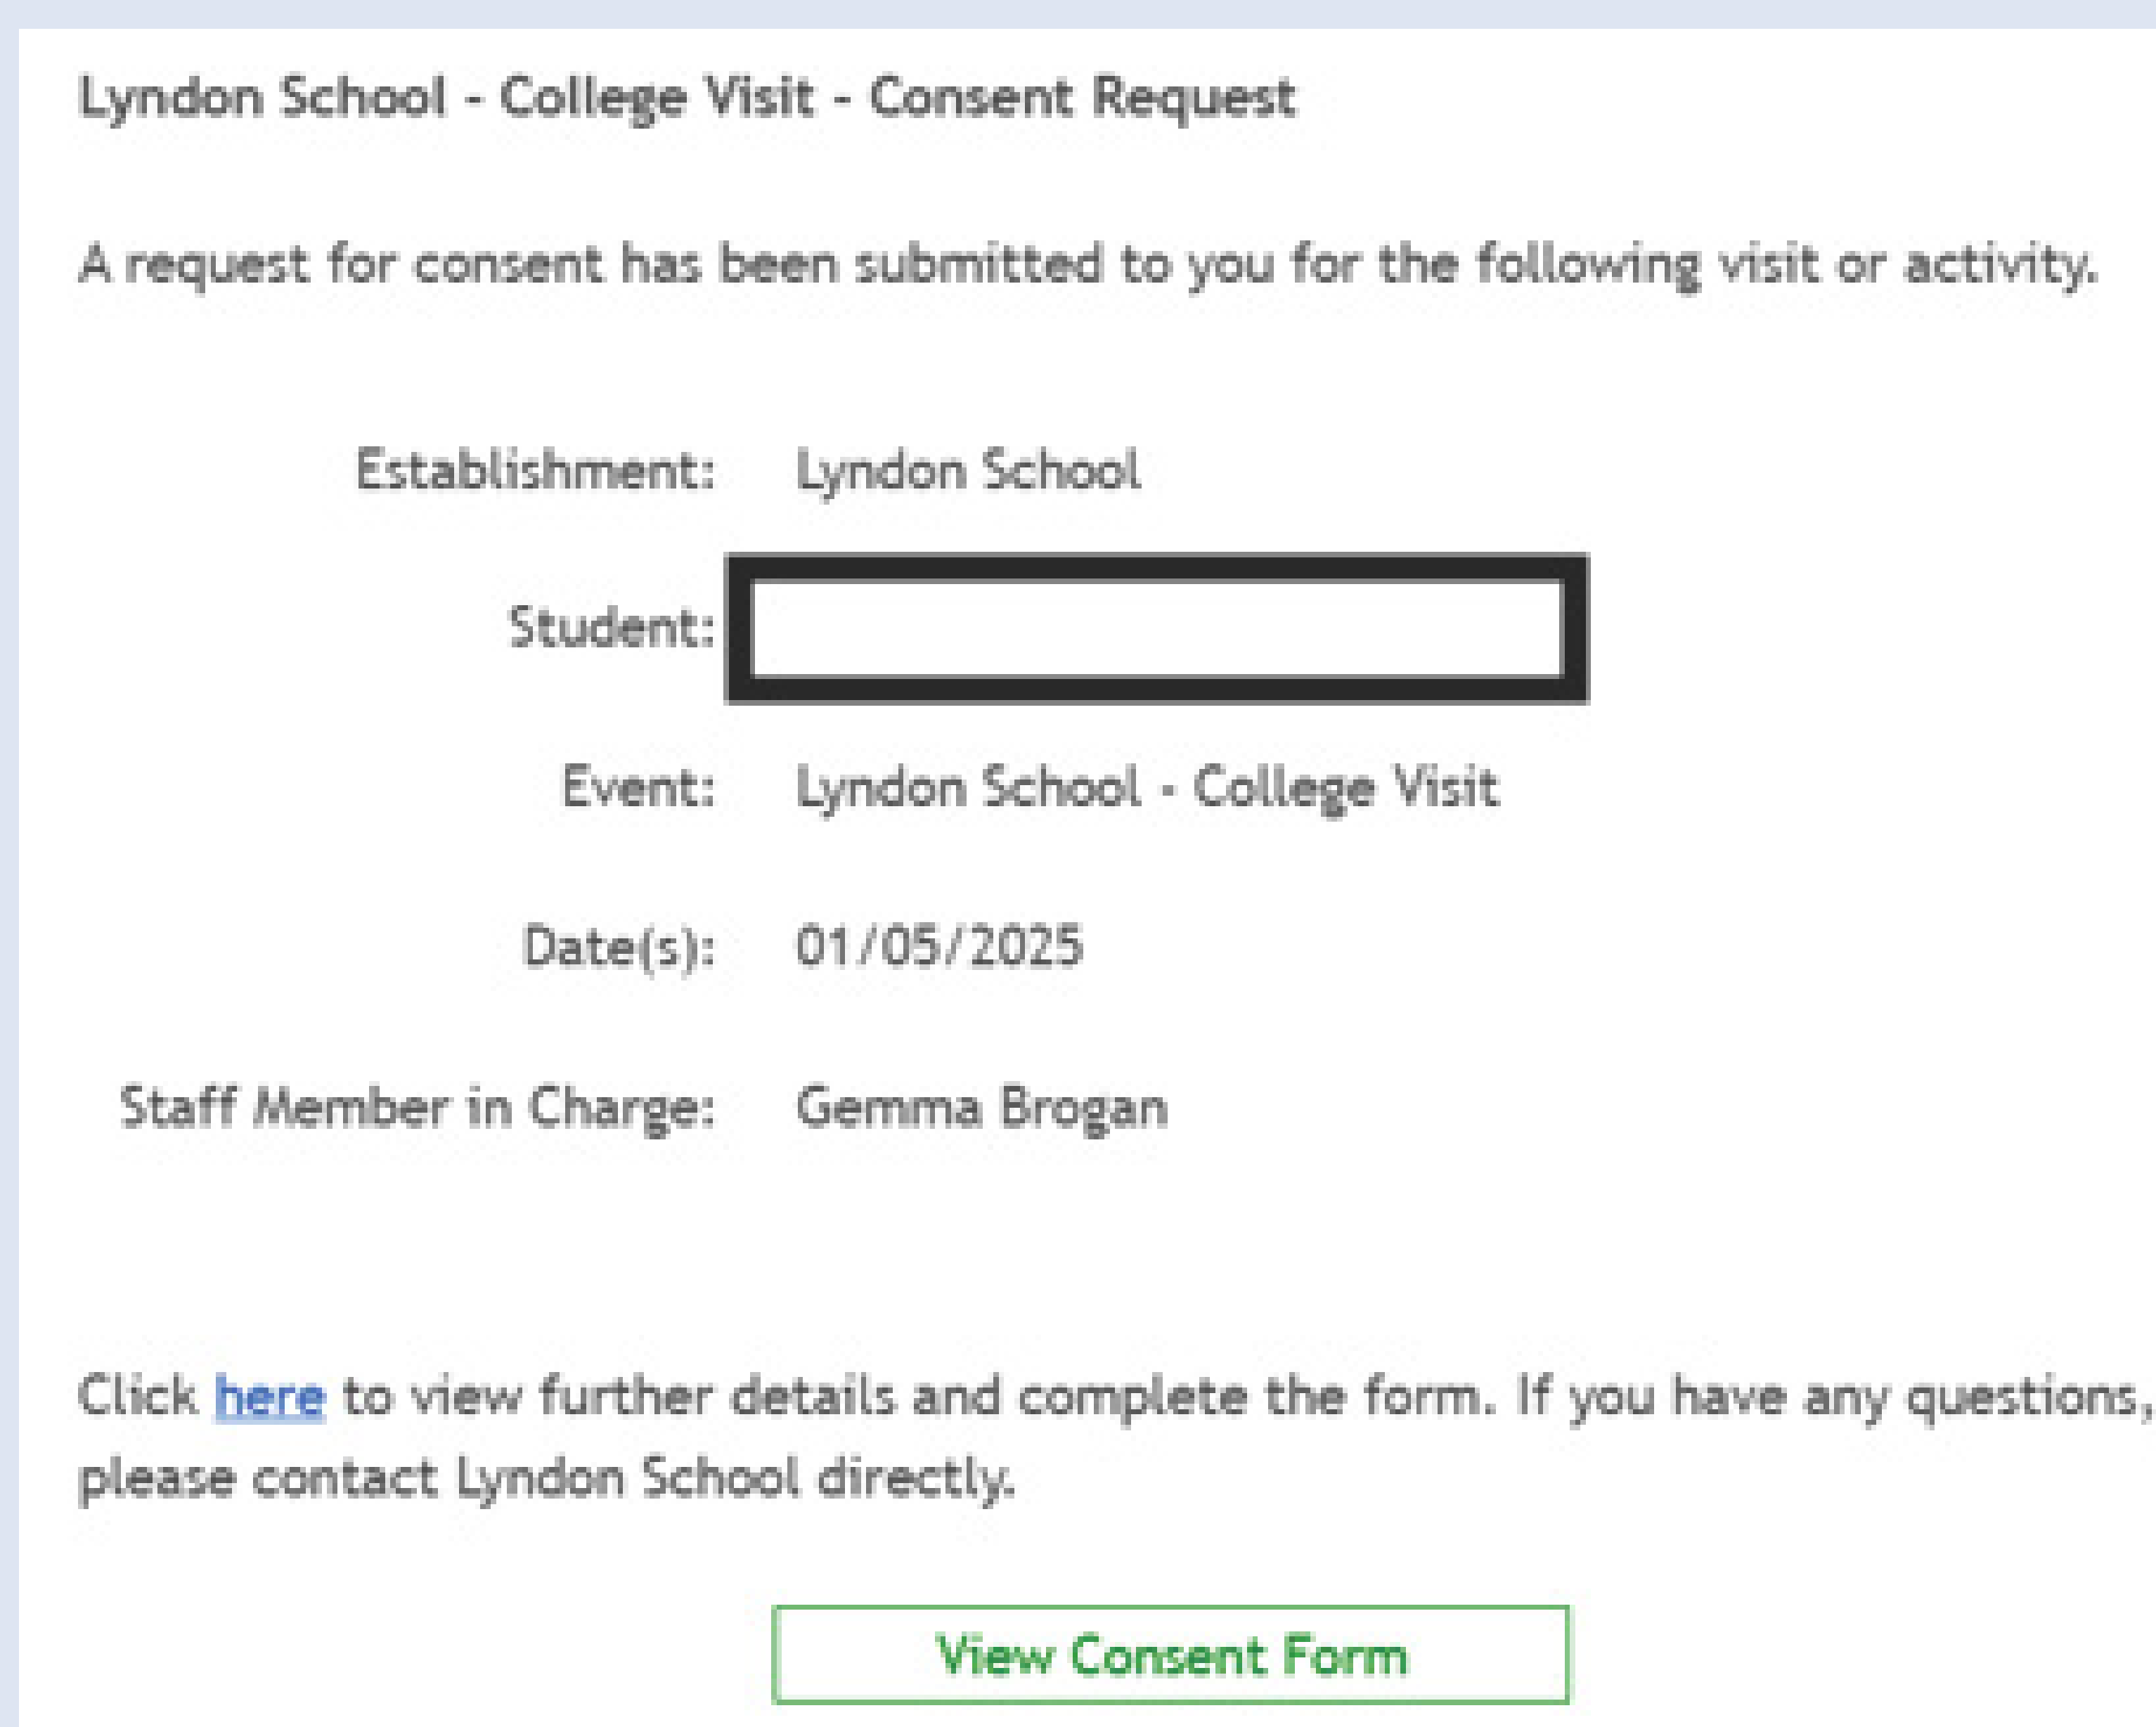 Lyndon School - College Visit - Consent Request
A request for consent has been submitted to you for the following visit or activity.
Establishment: Lyndon School
Student:
Event: Lyndon School - College Visit
Date(s): 01/05/2025
Staff Member in Charge: Gemma Brogan
Click here to view further details and complete the form. If you have any questions,
please contact Lyndon School directly.
View Consent Form